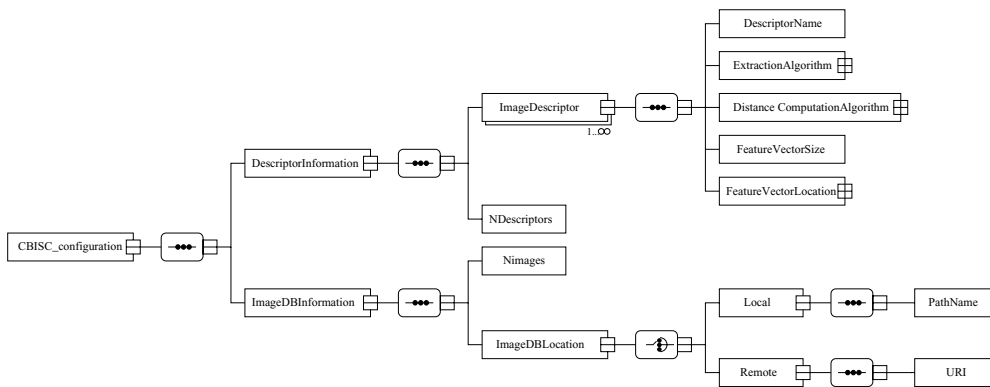 DescriptorName
ExtractionAlgorithm
Distance ComputationAlgorithm
FeatureVectorSize
FeatureVectorLocation
ImageDescriptor
1..∞
DescriptorInformation
NDescriptors
CBISC_configuration
Nimages
ImageDBInformation
Local
PathName
ImageDBLocation
Remote
URI